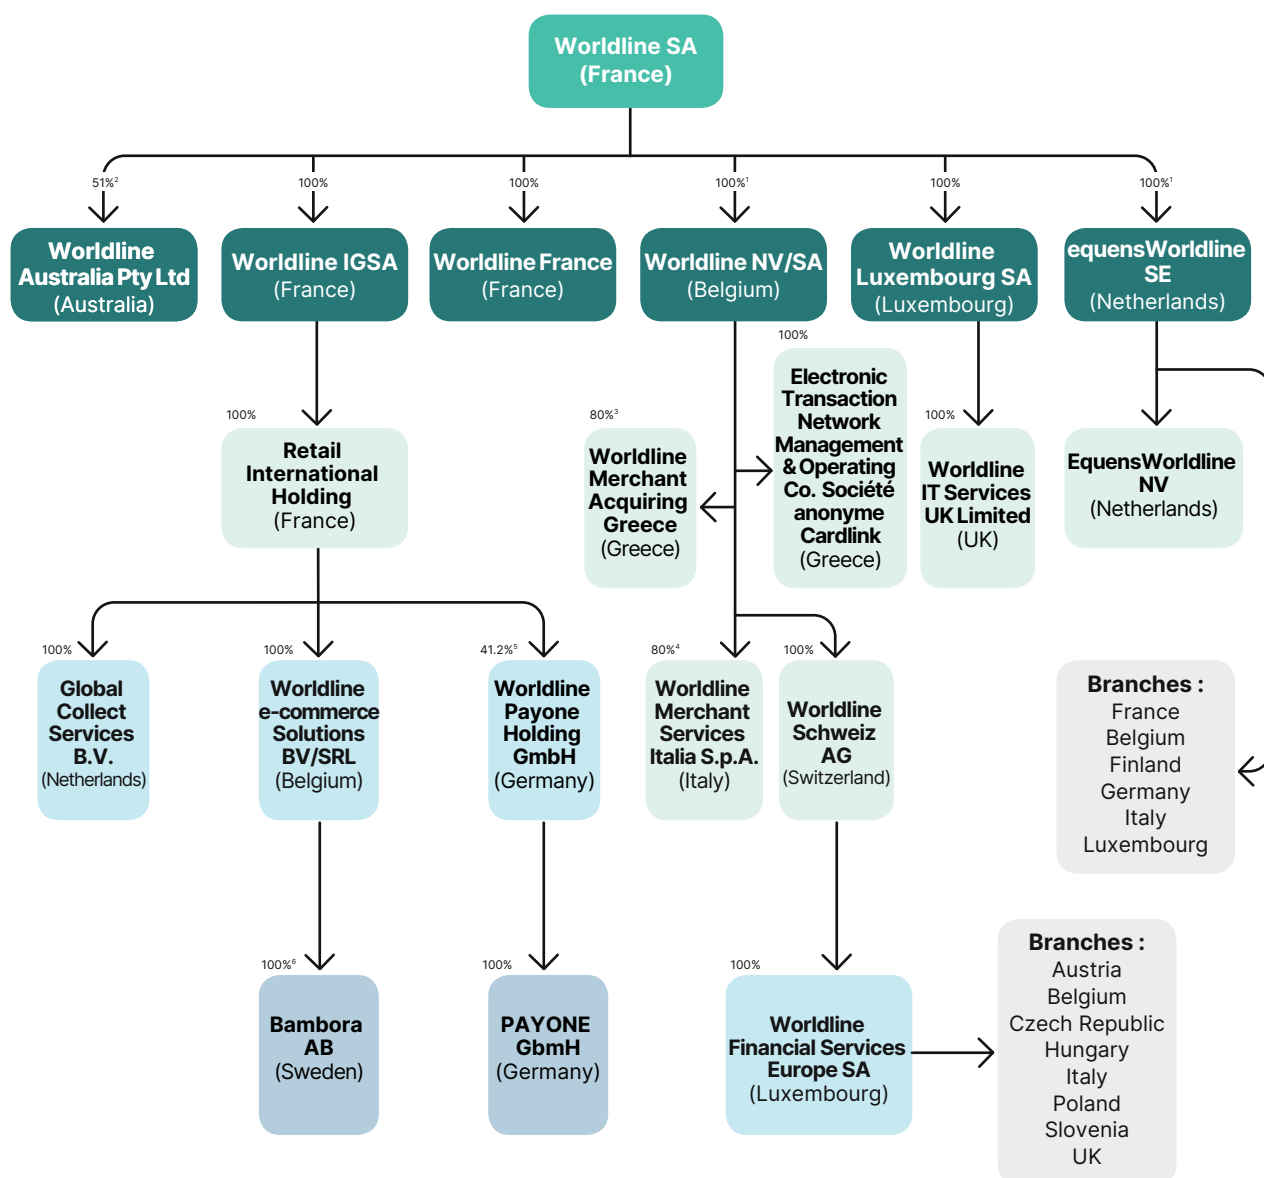 Worldline SA
(France)
51%²
100%
100%
100%¹
100%
100%¹
Worldline
Australia Pty Ltd
(Australia)
Worldline IGSA
(France)
Worldline France
(France)
Worldline NV/SA
(Belgium)
Worldline
Luxembourg SA
(Luxembourg)
equensWorldline
SE
(Netherlands)
100%
Retail
International
Holding
(France)
80%³
Worldline
Merchant
Acquiring
Greece
(Greece)
100%
Electronic
Transaction
Network
Management
& Operating
Co. Société
anonyme
Cardlink
(Greece)
100%
Worldline
IT Services
UK Limited
(UK)
EquensWorldline
NV
(Netherlands)
100%
Global
Collect
Services
B.V.
(Netherlands)
100%
Worldline
e-commerce
Solutions
BV/SRL
(Belgium)
41.2%⁵
Worldline
Payone
Holding
GmbH
(Germany)
80%⁴
Worldline
Merchant
Services
Italia S.p.A.
(Italy)
100%
Worldline
Schweiz
AG
(Switzerland)
Branches :
France
Belgium
Finland
Germany
Italy
Luxembourg
100%⁶
Bambora
AB
(Sweden)
100%
PAYONE
GbmH
(Germany)
100%
Worldline
Financial Services
Europe SA
(Luxembourg)
Branches :
Austria
Belgium
Czech Republic
Hungary
Italy
Poland
Slovenia
UK